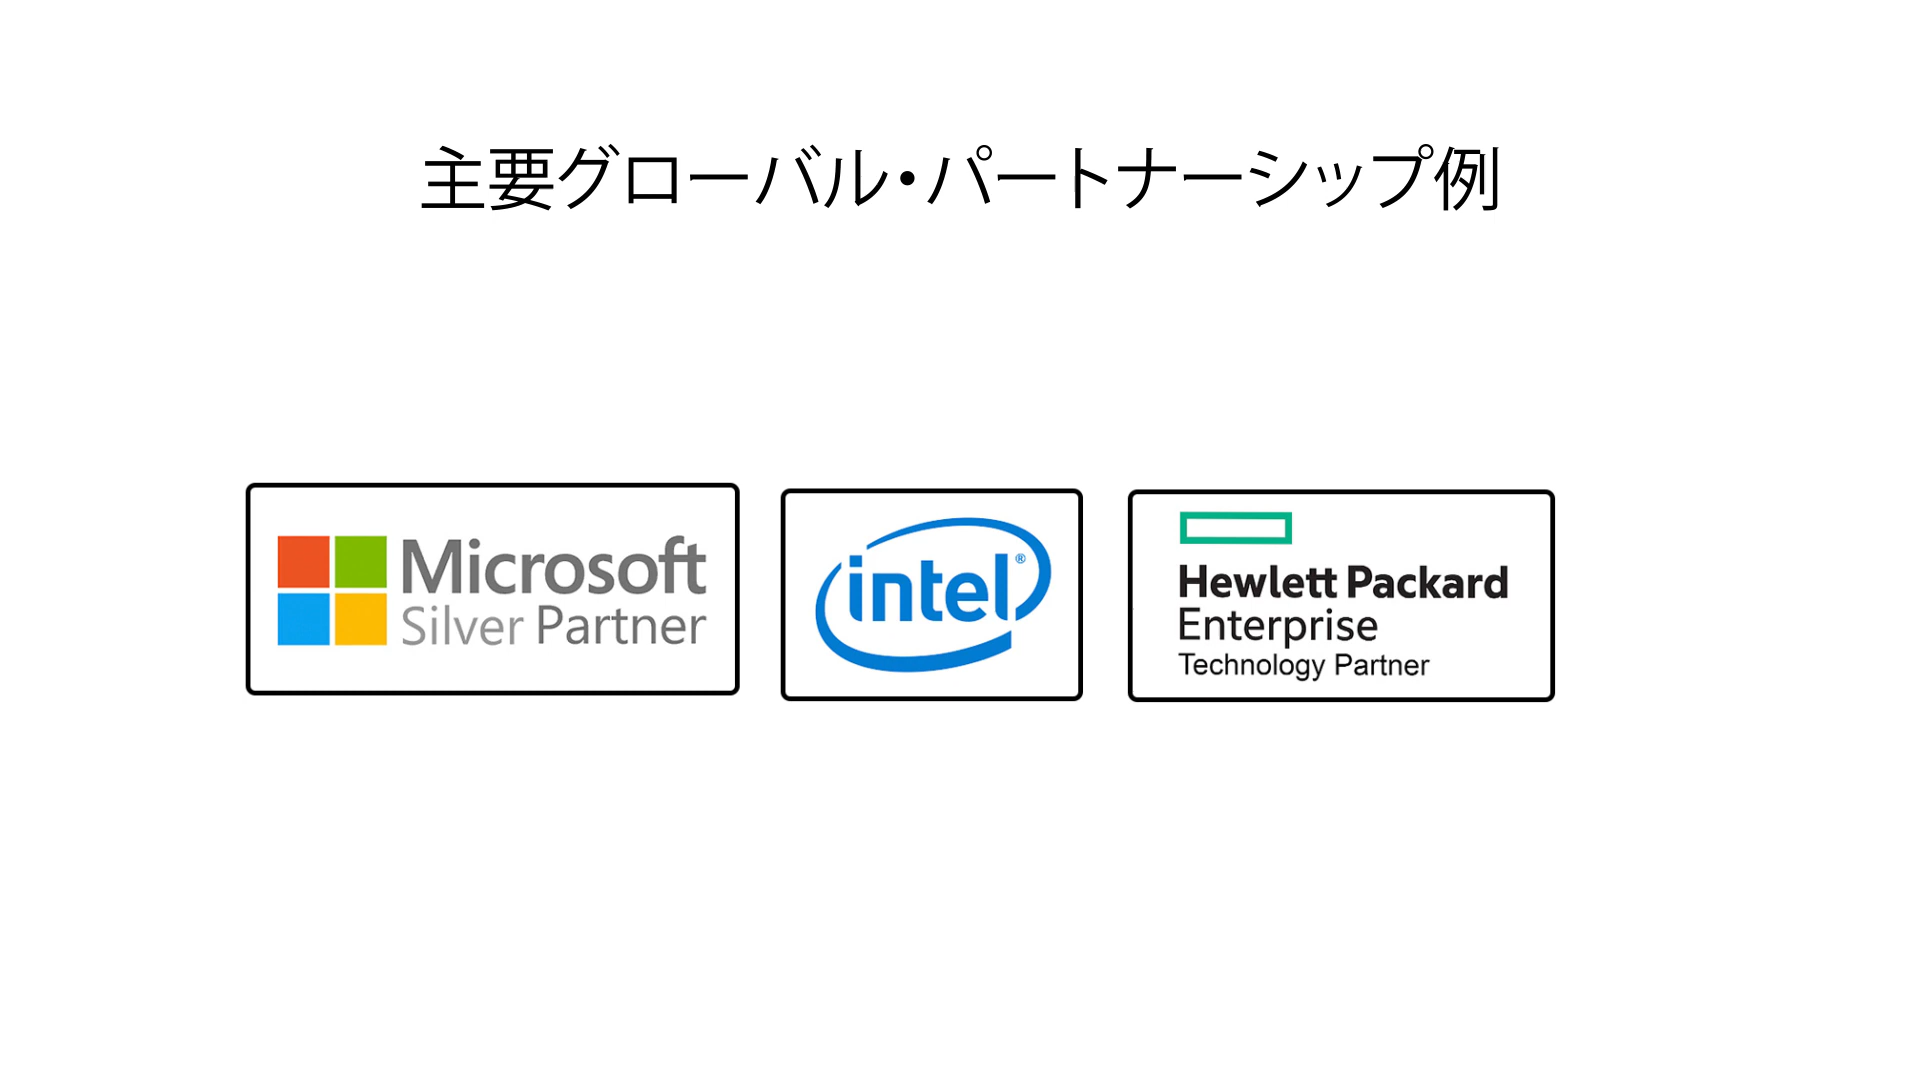 主要グローバル・パートナーシップ例
Microsoft
Silver Partner
intel®
Hewlett Packard
Enterprise
Technology Partner